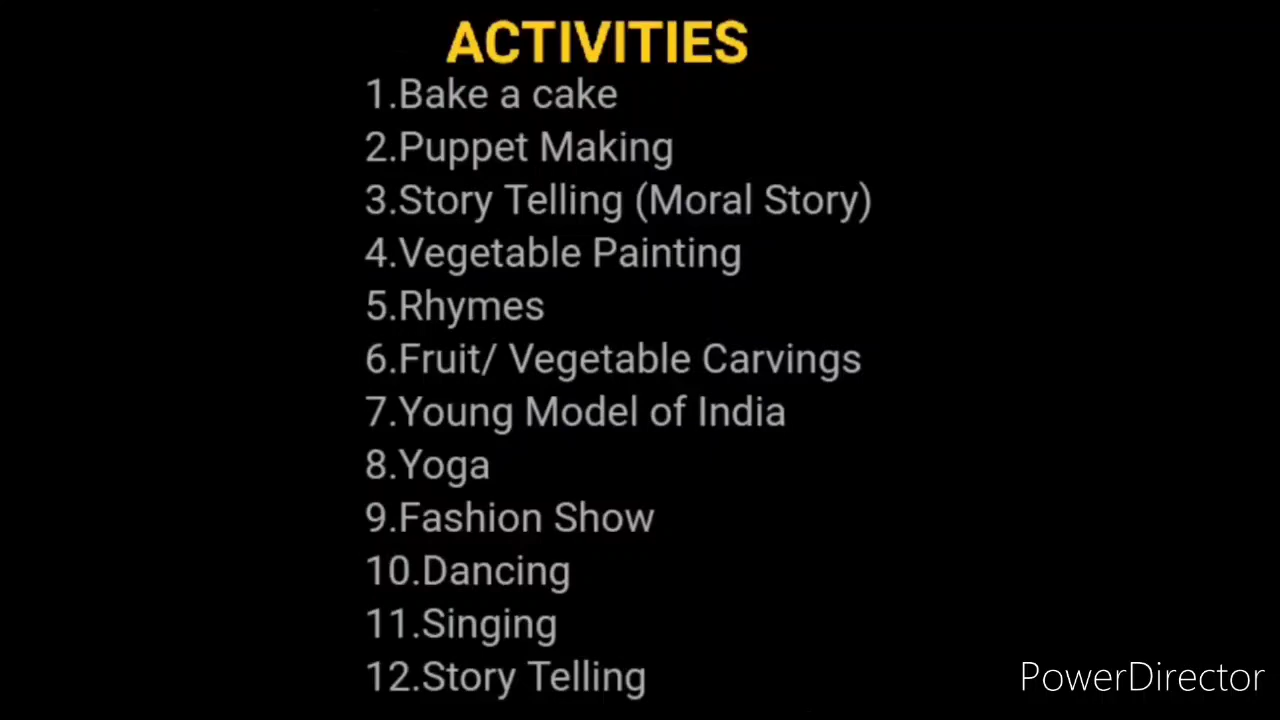 ACTIVITIES
1.Bake a cake
2.Puppet Making
3.Story Telling (Moral Story)
4.Vegetable Painting
5.Rhymes
6.Fruit/ Vegetable Carvings
7.Young Model of India
8.Yoga
9.Fashion Show
10.Dancing
11.Singing
12.Story Telling
PowerDirector